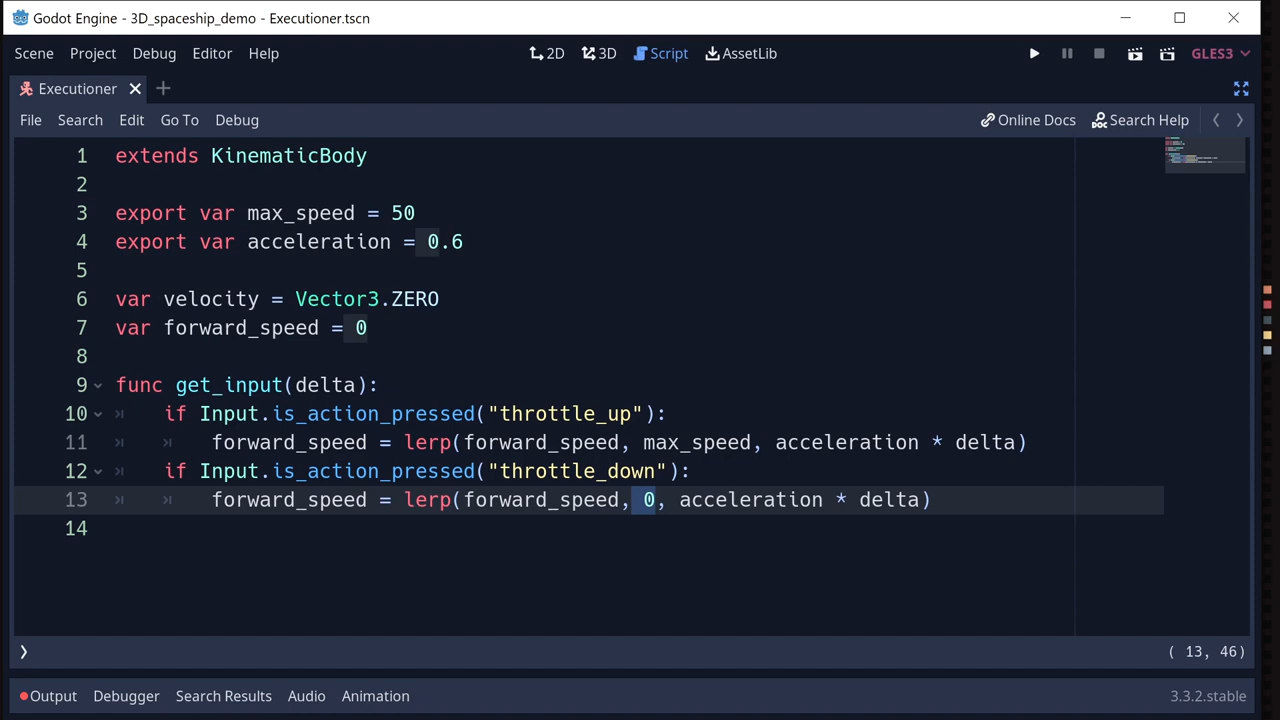 Godot Engine - 3D_spaceship_demo - Executioner.tscn
Scene Project Debug Editor Help 2D 3D Script AssetLib GLES3
Executioner
File Search Edit Go To Debug Online Docs Search Help
1 extends KinematicBody
2
3 export var max_speed = 50
4 export var acceleration = 0.6
5
6 var velocity = Vector3.ZERO
7 var forward_speed = 0
8
9 func get_input(delta):
10 if Input.is_action_pressed("throttle_up"):
11 forward_speed = lerp(forward_speed, max_speed, acceleration * delta)
12 if Input.is_action_pressed("throttle_down"):
13 forward_speed = lerp(forward_speed, 0, acceleration * delta)
14
( 13, 46)
Output Debugger Search Results Audio Animation 3.3.2.stable